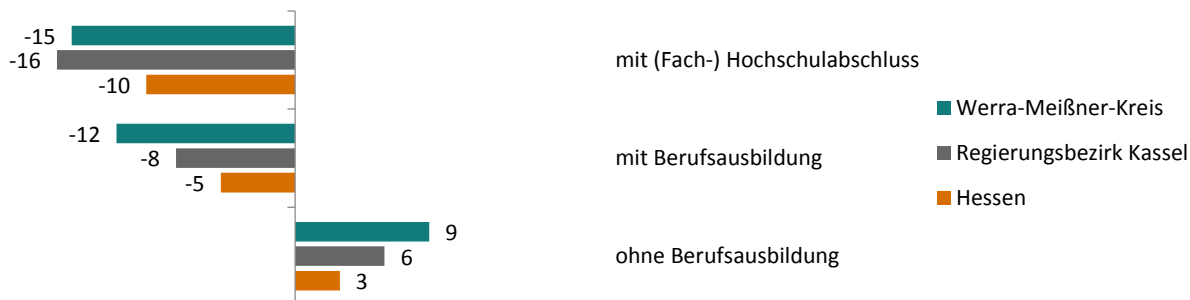 -15
-16
-10
mit (Fach-) Hochschulabschluss
-12
-8
-5
mit Berufsausbildung
9
6
3
ohne Berufsausbildung
Werra-Meißner-Kreis
Regierungsbezirk Kassel
Hessen